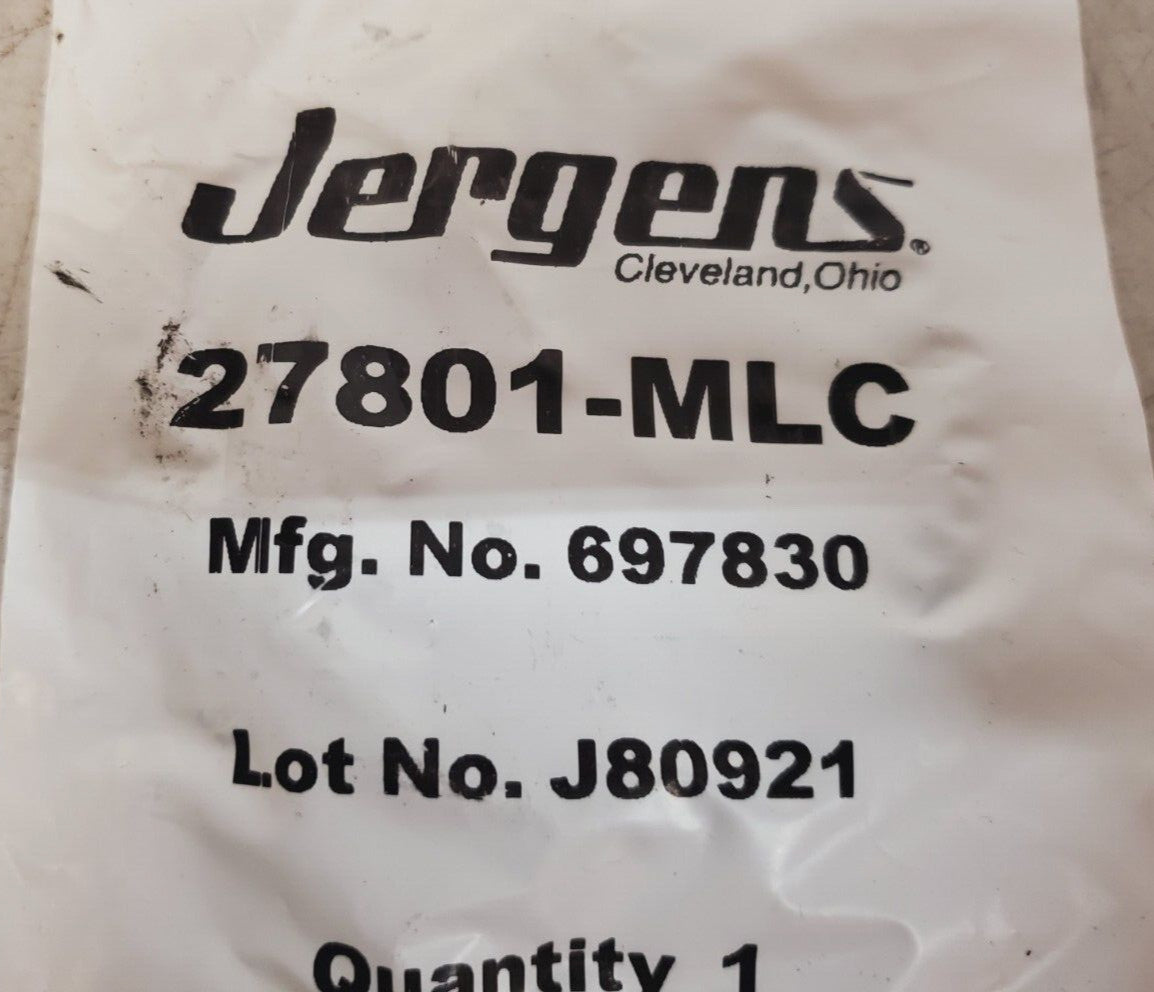 Jergens®
Cleveland,Ohio
27801-MLC
Mfg. No. 697830
Lot No. J80921
Quantity 1